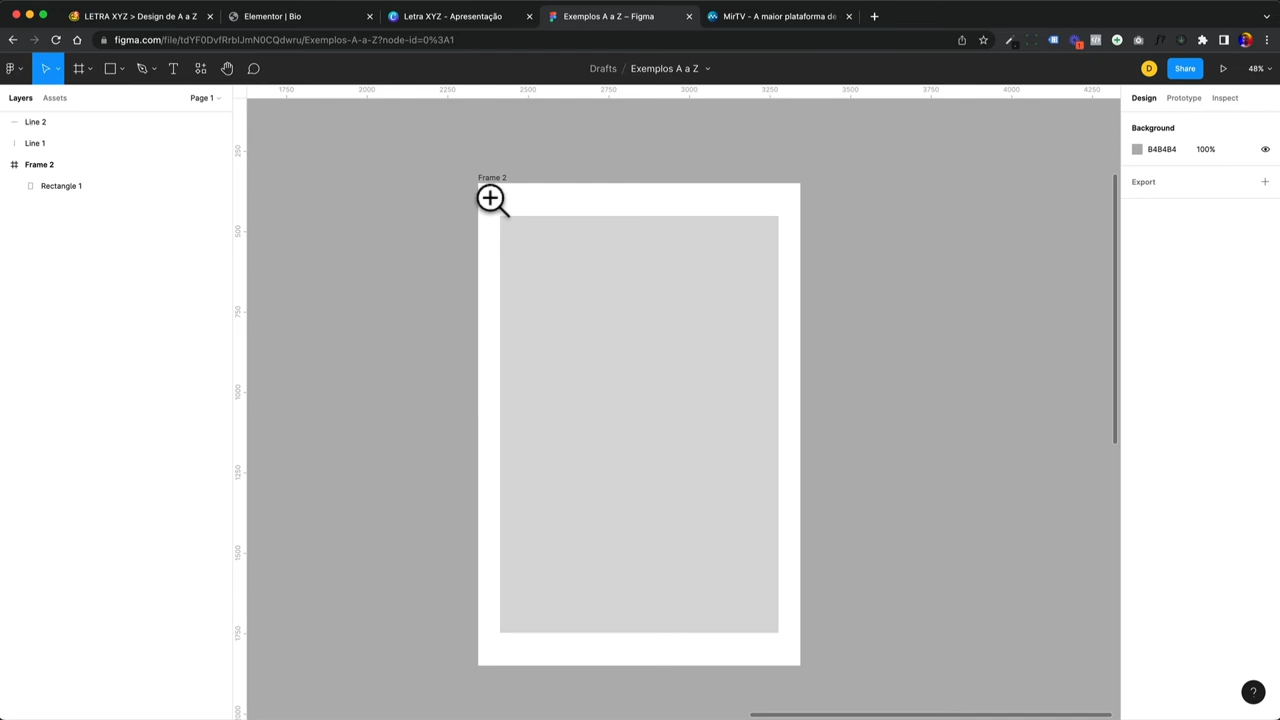 LETRA XYZ > Design de A a Z
Elementor | Bio
Letra XYZ - Apresentação
Exemplos A a Z – Figma
MirTV - A maior plataforma de
figma.com/file/tdYF0DvfRrblJmN0CQdwru/Exemplos-A-a-Z?node-id=0%3A1
Drafts / Exemplos A a Z
D
Share
48%
Layers
Assets
Page 1
1750
2000
2250
2500
2750
3000
3250
3500
3750
4000
4250
Design
Prototype
Inspect
Line 2
Line 1
Frame 2
Rectangle 1
Background
B4B4B4
100%
Export
Frame 2
250
500
750
1000
1250
1500
1750
?